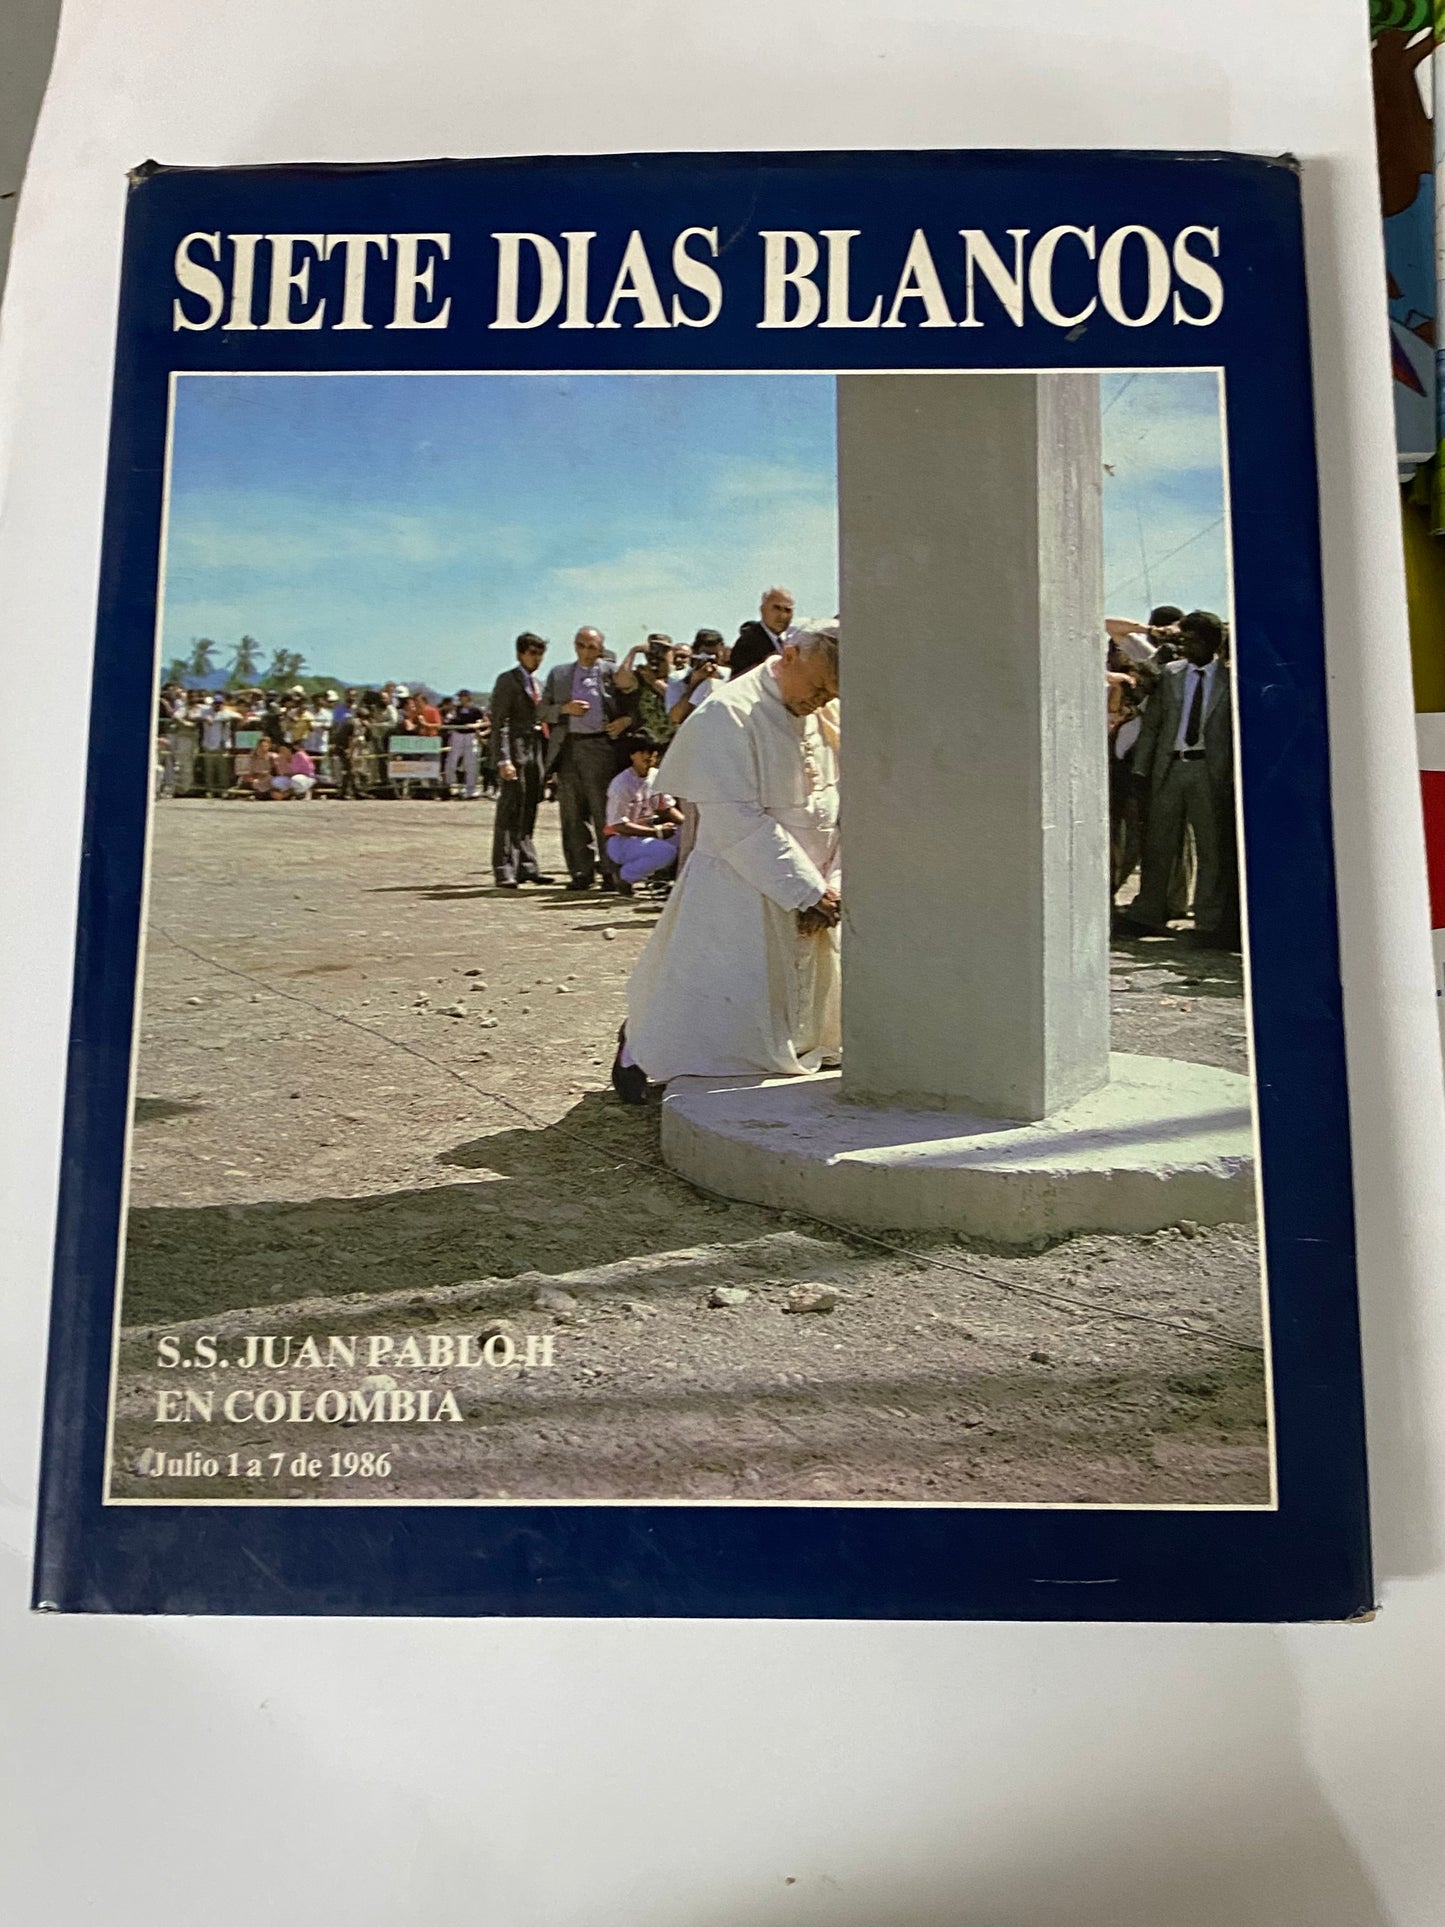 SIETE DIAS BLANCOS
S.S. JUAN PABLO II
EN COLOMBIA
Julio 1 a 7 de 1986